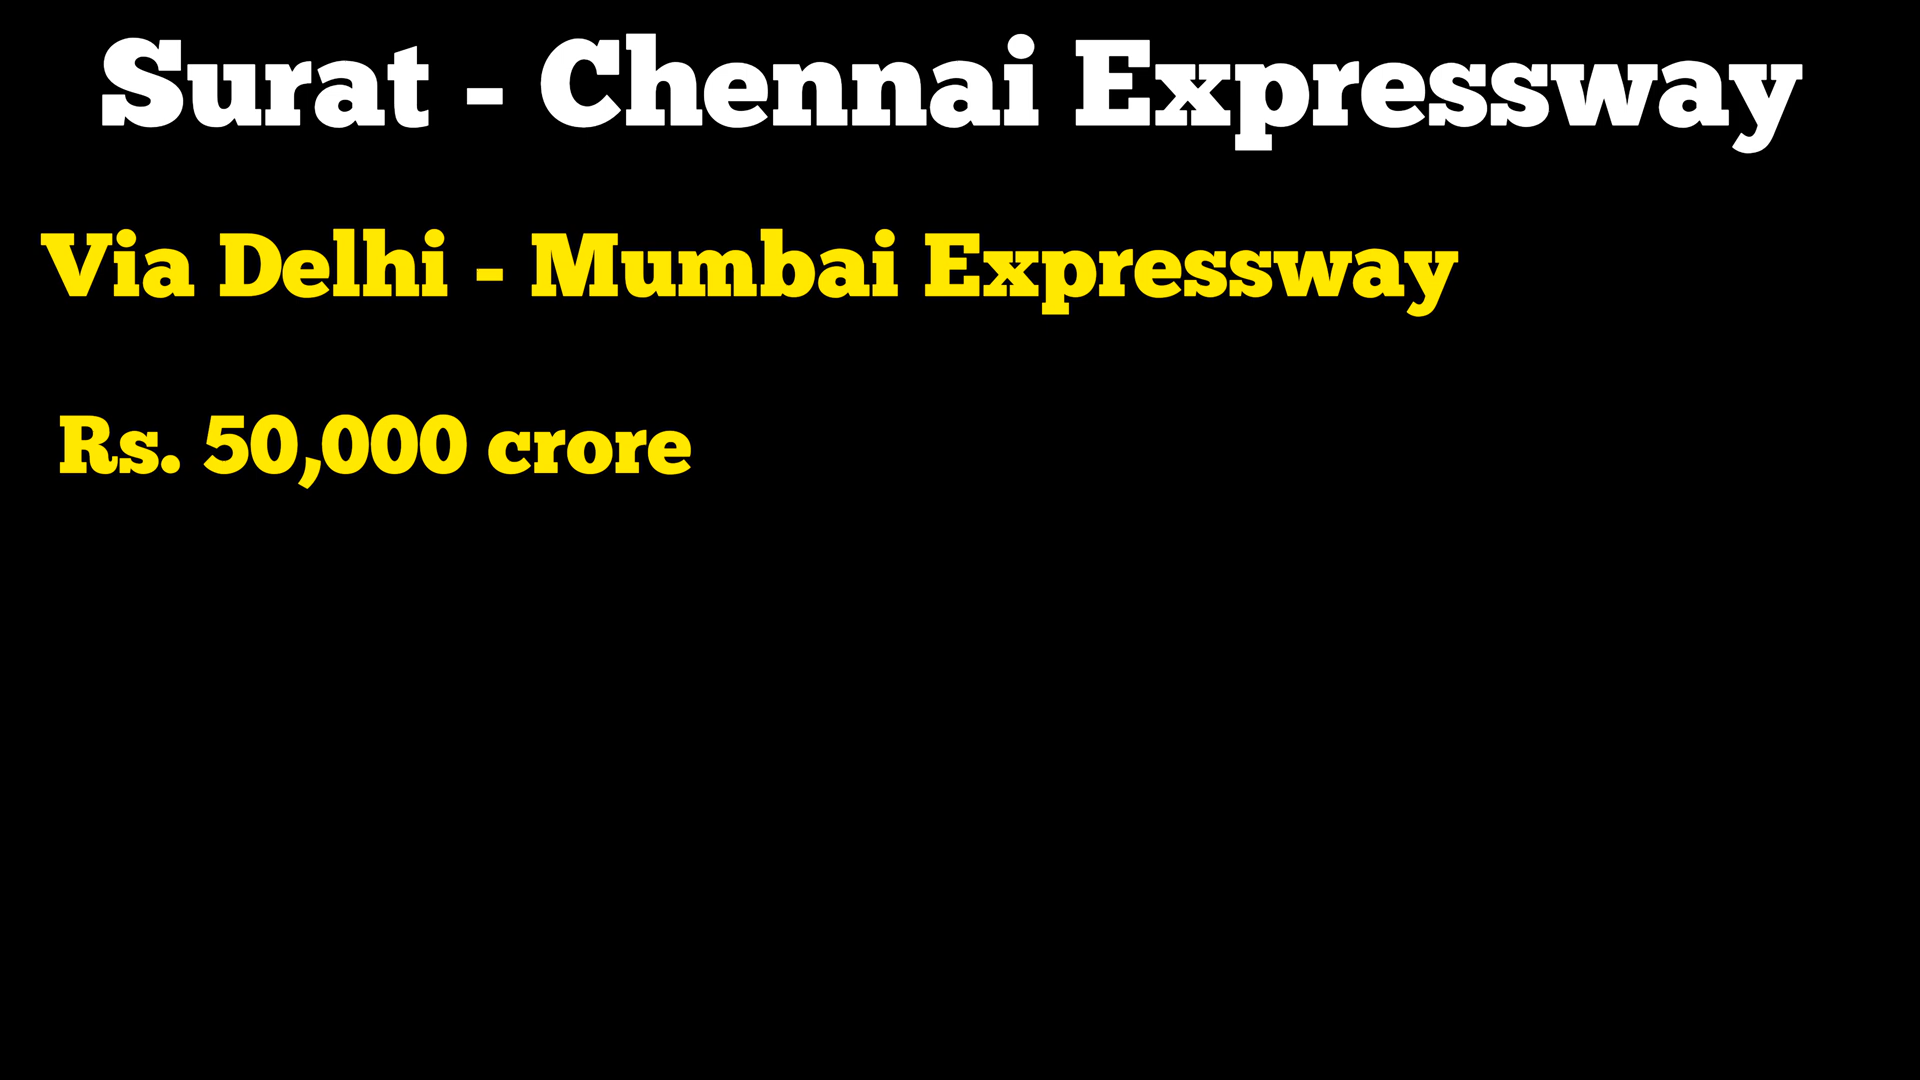 Surat - Chennai Expressway
Via Delhi - Mumbai Expressway
Rs. 50,000 crore